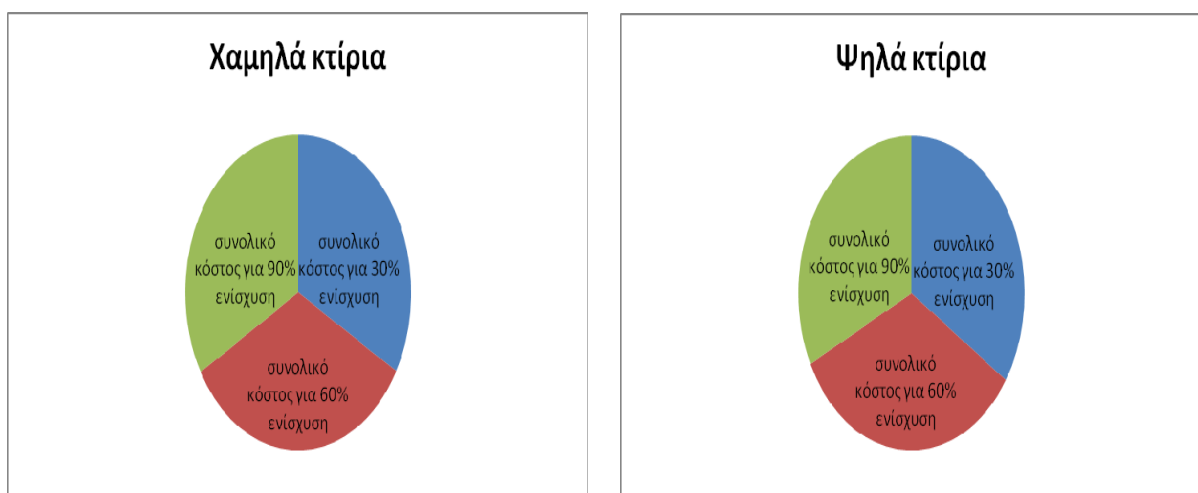 Χαμηλά κτίρια
συνολικό
κόστος για 90%
ενίσχυση
συνολικό
κόστος για 30%
ενίσχυση
συνολικό
κόστος για 60%
ενίσχυση
Ψηλά κτίρια
συνολικό
κόστος για 90%
ενίσχυση
συνολικό
κόστος για 30%
ενίσχυση
συνολικό
κόστος για 60%
ενίσχυση